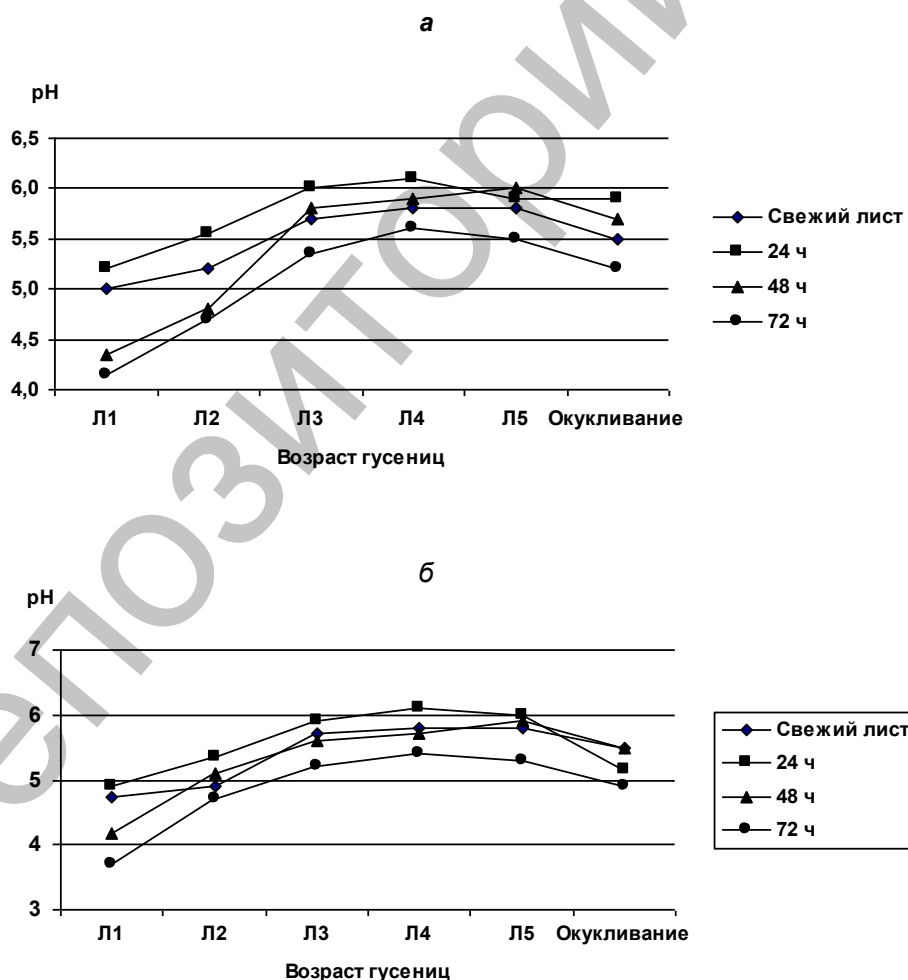 а
pH
6,5
6,0
5,5
5,0
4,5
4,0
Л1 Л2 Л3 Л4 Л5 Окукливание
Возраст гусениц
Свежий лист
24 ч
48 ч
72 ч
б
pH
7
6
5
4
3
Л1 Л2 Л3 Л4 Л5 Окукливание
Возраст гусениц
Свежий лист
24 ч
48 ч
72 ч
епозитории